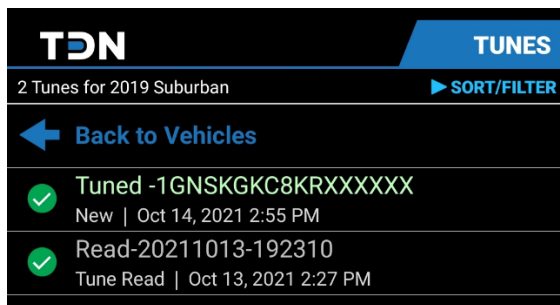 TDN
TUNES
2 Tunes for 2019 Suburban
SORT/FILTER
Back to Vehicles
Tuned -1GNSKGKC8KRXXXXXX
New | Oct 14, 2021 2:55 PM
Read-20211013-192310
Tune Read | Oct 13, 2021 2:27 PM